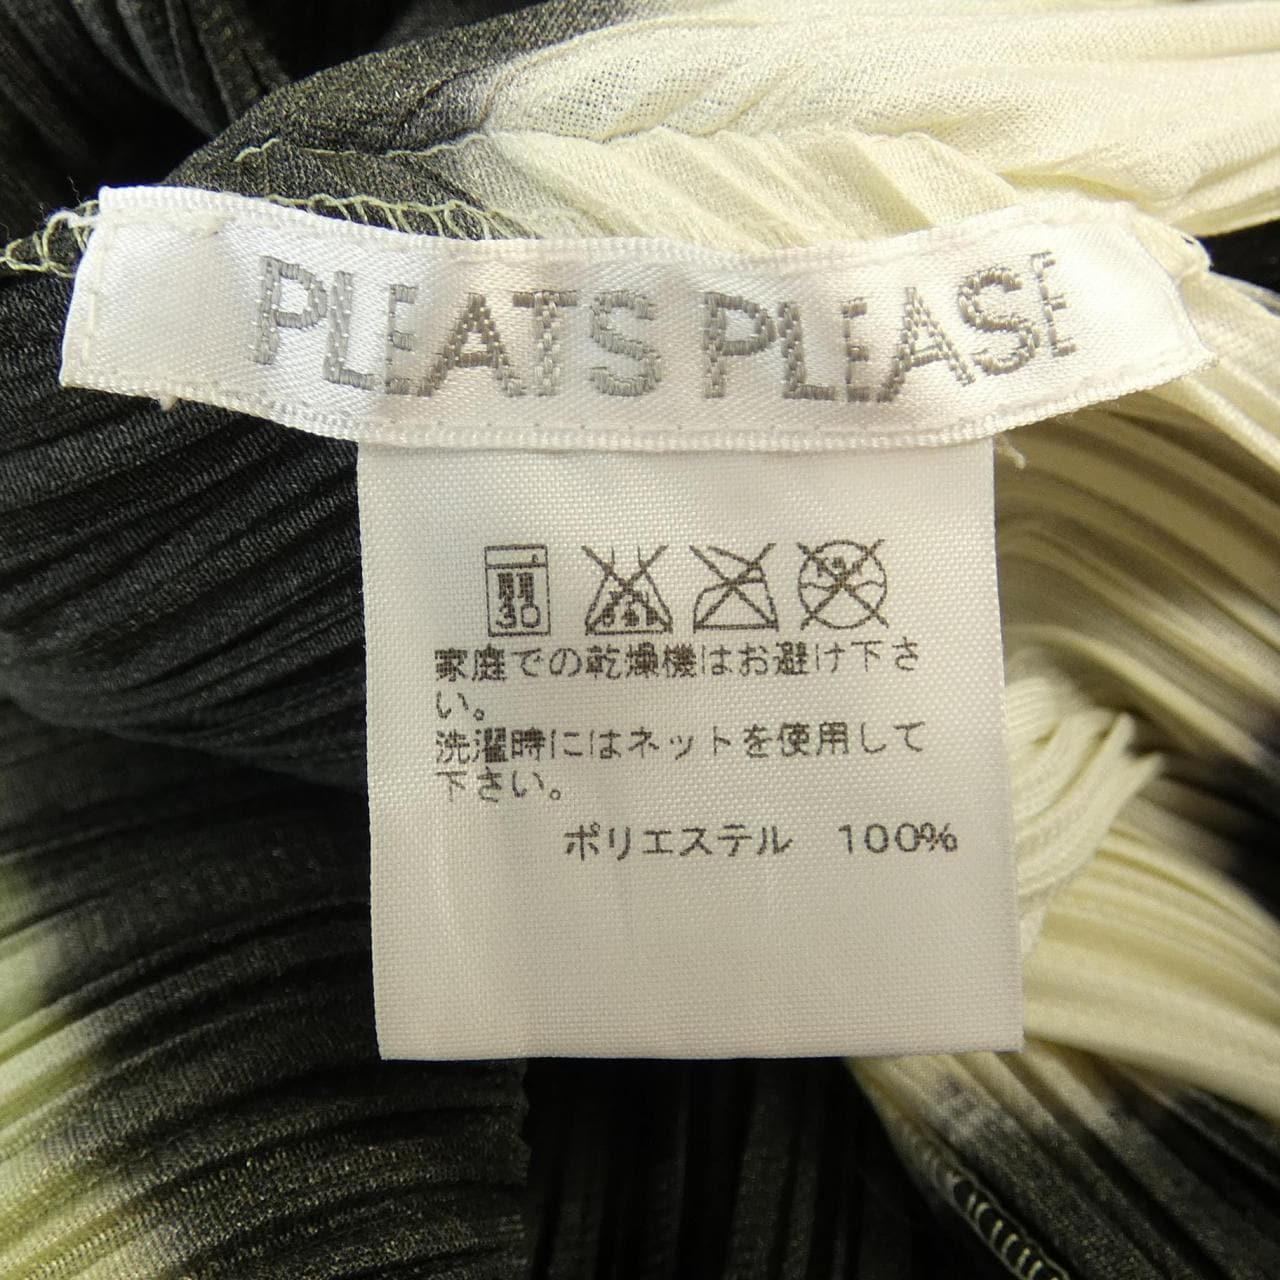 PLEATS PLEASE
30
家庭での乾燥機はお避け下さ
い。
洗濯時にはネットを使用して
下さい。
ポリエステル 100%